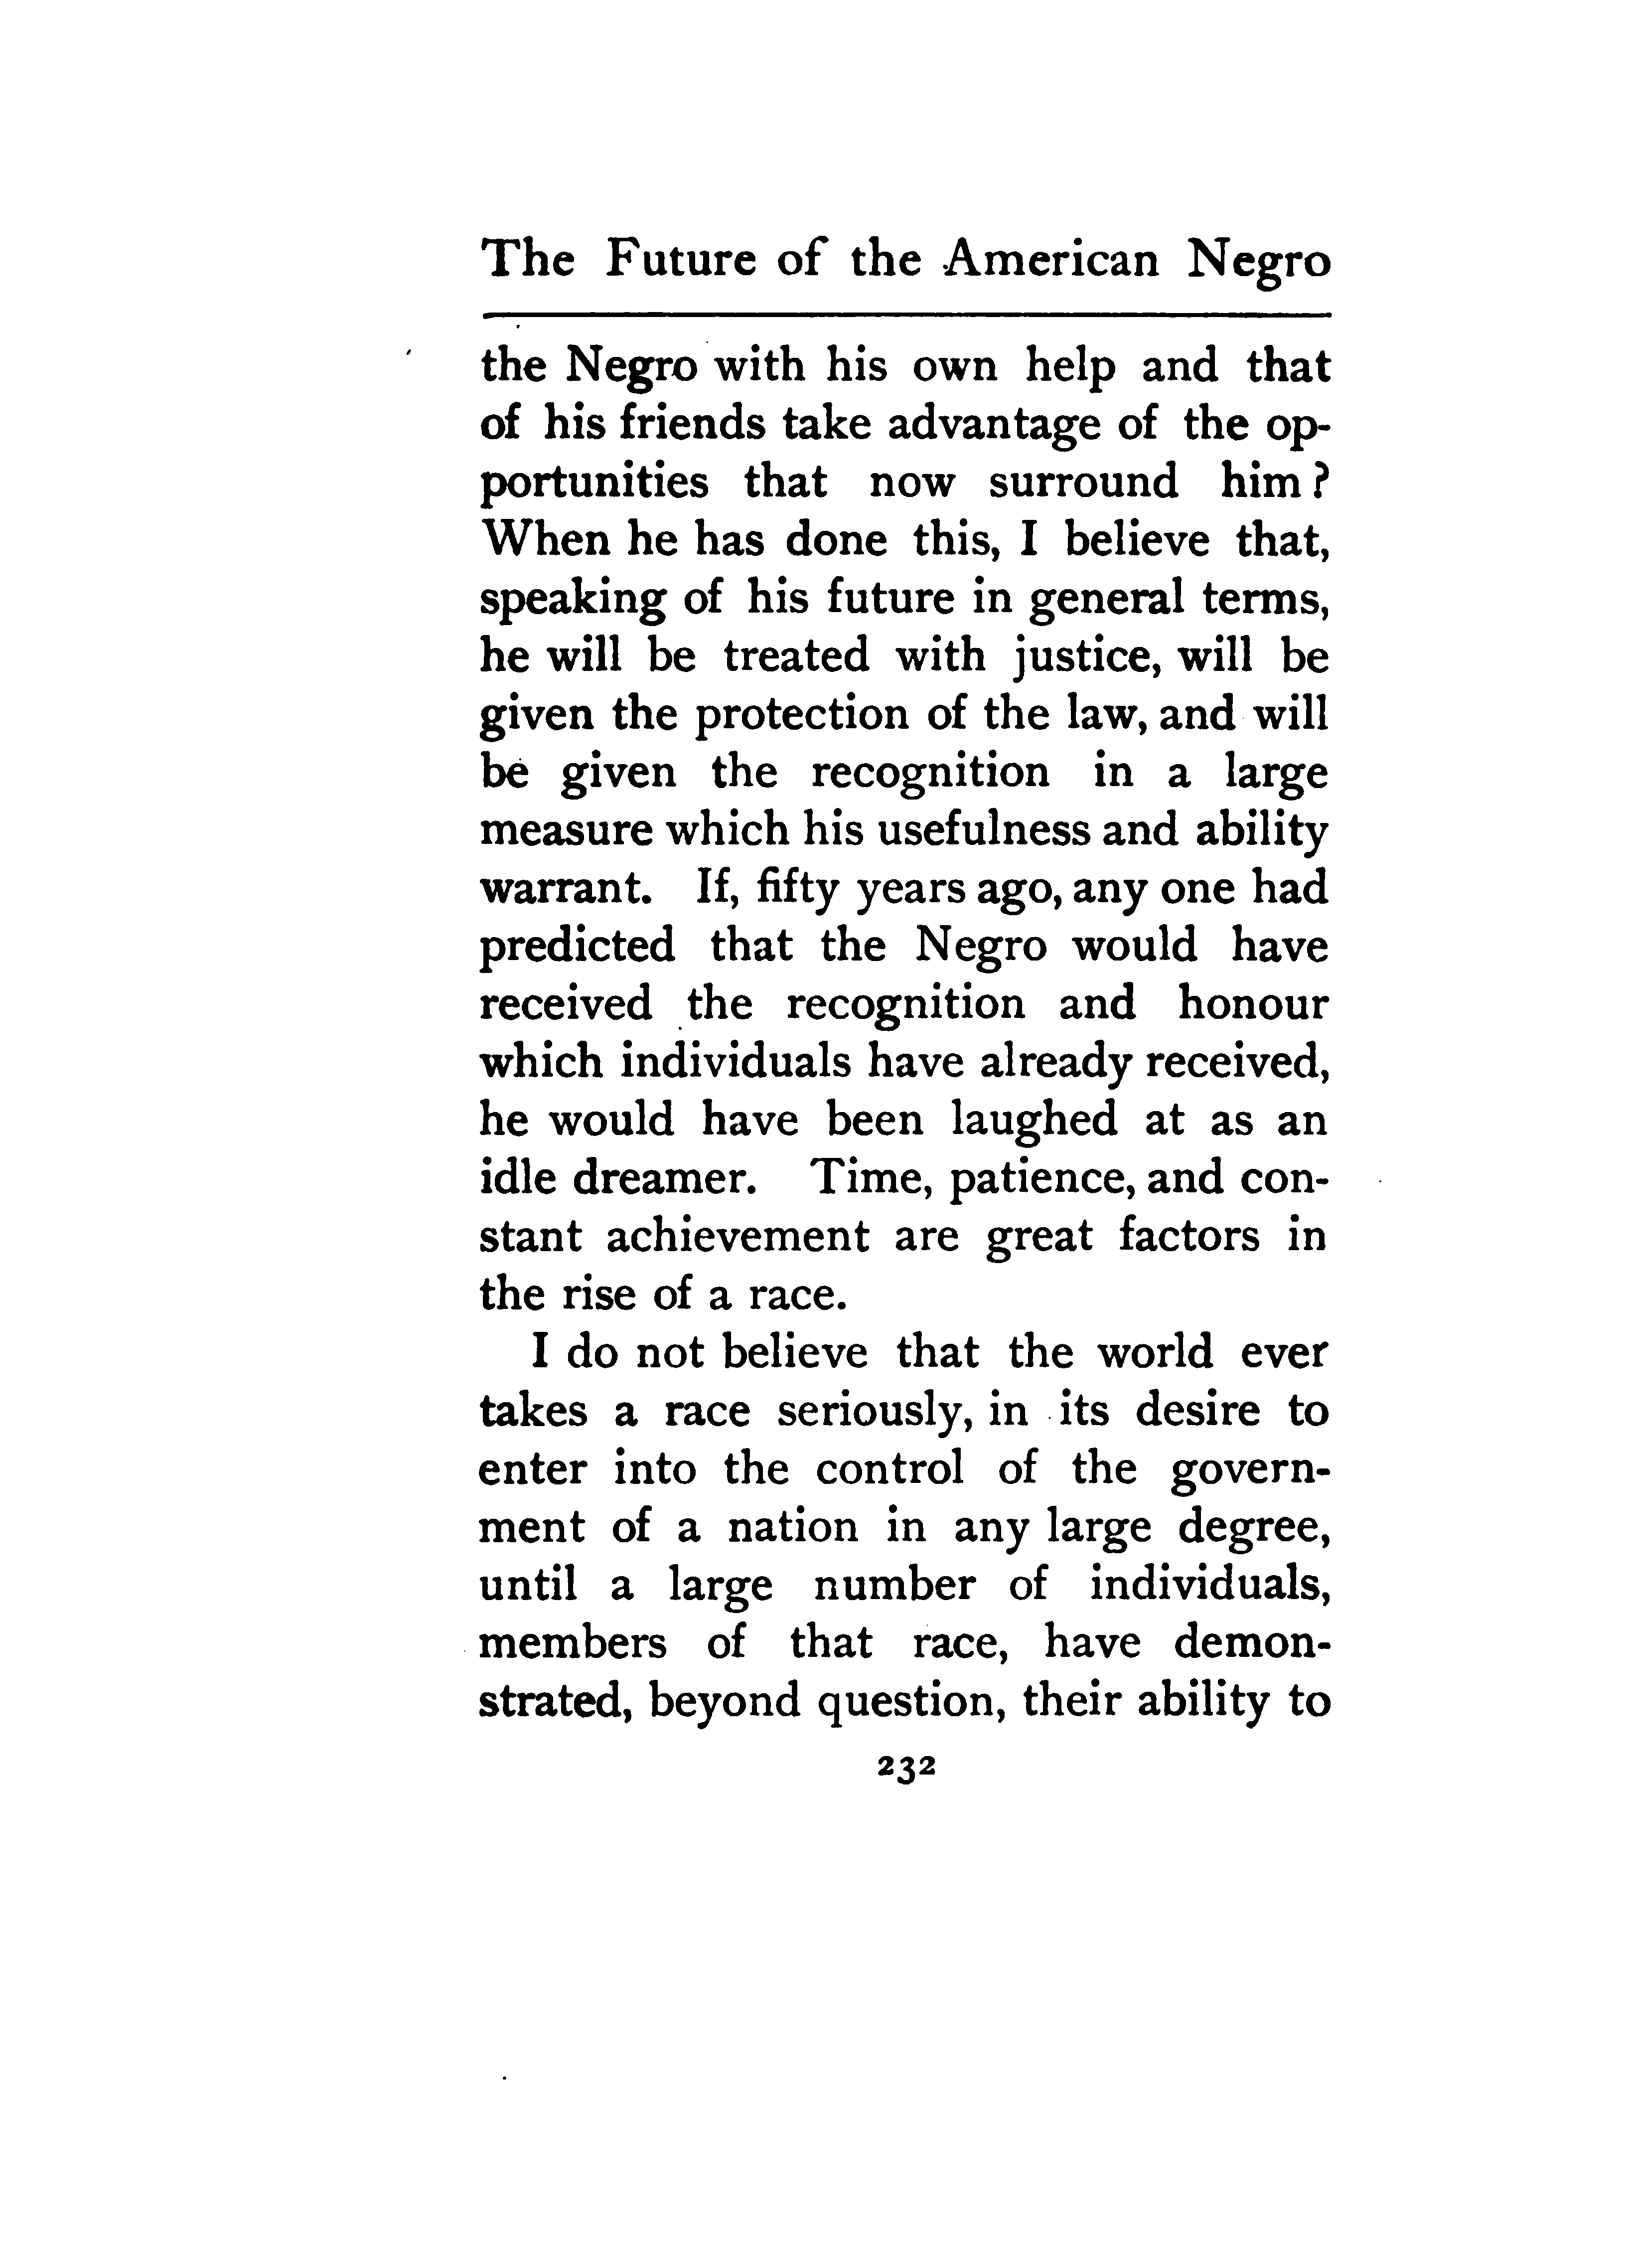 The Future of the American Negro
the Negro with his own help and that
of his friends take advantage of the op-
portunities that now surround him?
When he has done this, I believe that,
speaking of his future in general terms,
he will be treated with justice, will be
given the protection of the law, and will
be given the recognition in a large
measure which his usefulness and ability
warrant. If, fifty years ago, any one had
predicted that the Negro would have
received the recognition and honour
which individuals have already received,
he would have been laughed at as an
idle dreamer. Time, patience, and con-
stant achievement are great factors in
the rise of a race.
I do not believe that the world ever
takes a race seriously, in its desire to
enter into the control of the govern-
ment of a nation in any large degree,
until a large number of individuals,
members of that race, have demon-
strated, beyond question, their ability to
232